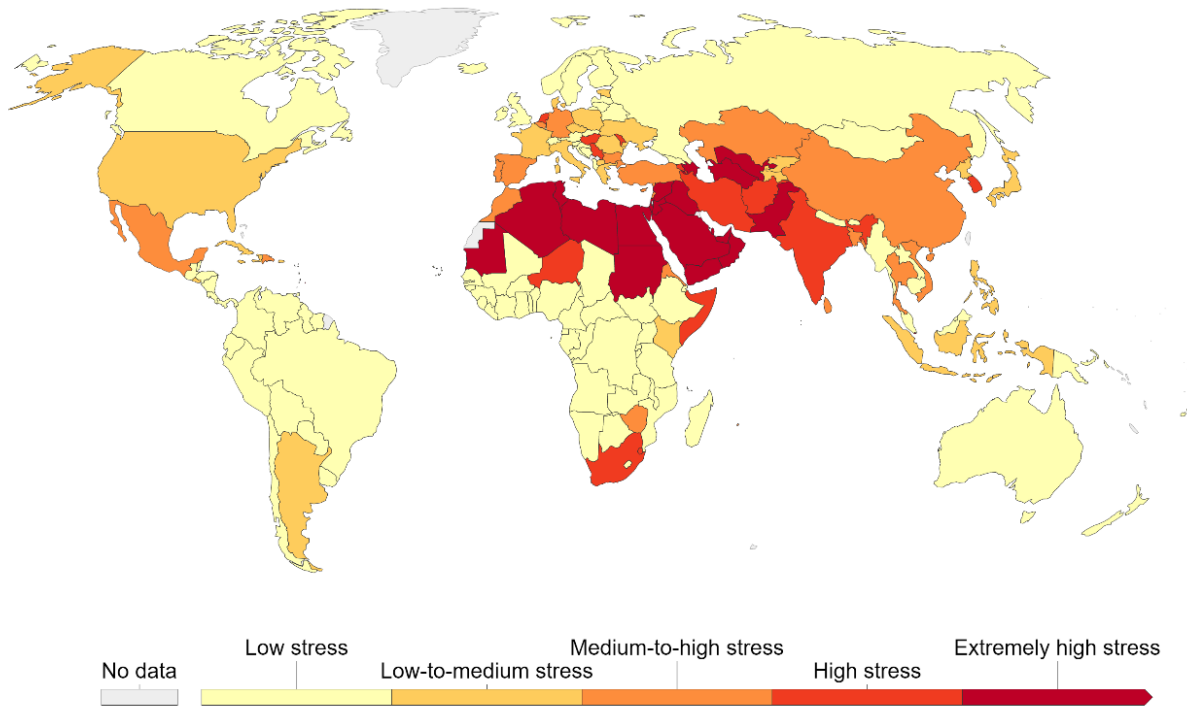 Low stress
Medium-to-high stress
Extremely high stress
No data
Low-to-medium stress
High stress